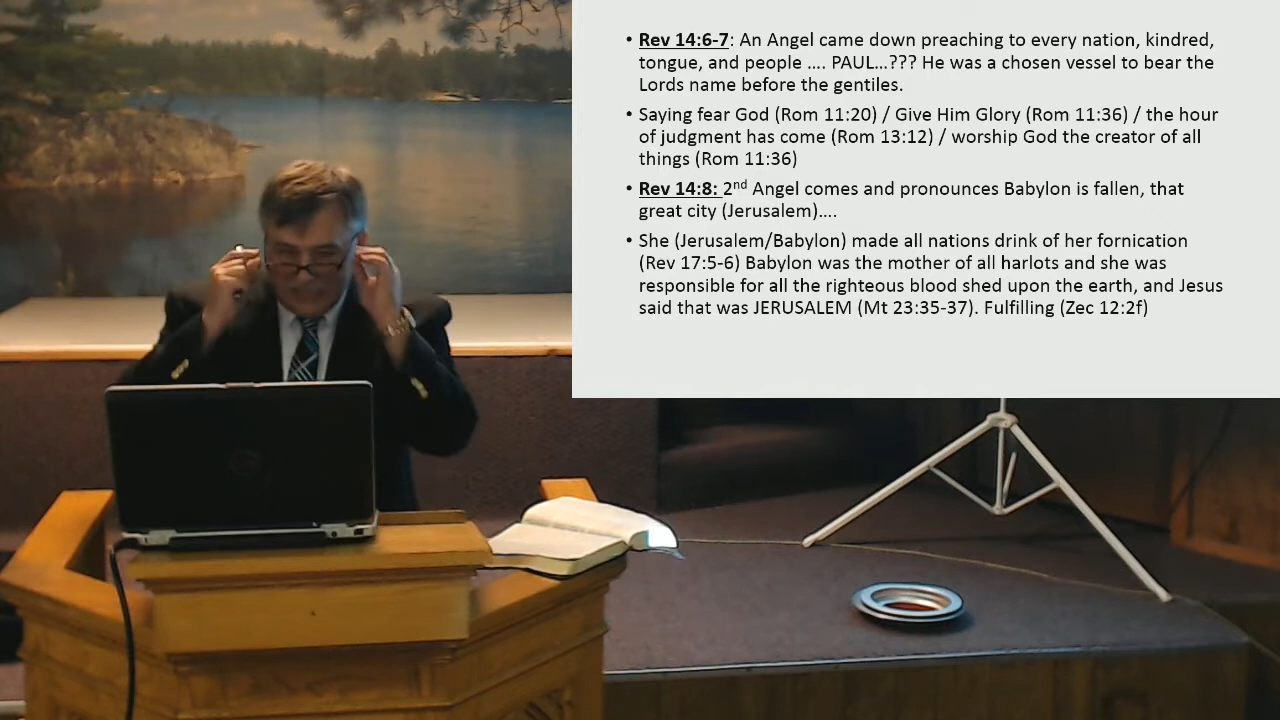 • Rev 14:6-7: An Angel came down preaching to every nation, kindred,
tongue, and people .... PAUL...??? He was a chosen vessel to bear the
Lords name before the gentiles.
• Saying fear God (Rom 11:20) / Give Him Glory (Rom 11:36) / the hour
of judgment has come (Rom 13:12) / worship God the creator of all
things (Rom 11:36)
• Rev 14:8: 2nd Angel comes and pronounces Babylon is fallen, that
great city (Jerusalem)....
• She (Jerusalem/Babylon) made all nations drink of her fornication
(Rev 17:5-6) Babylon was the mother of all harlots and she was
responsible for all the righteous blood shed upon the earth, and Jesus
said that was JERUSALEM (Mt 23:35-37). Fulfilling (Zec 12:2f)